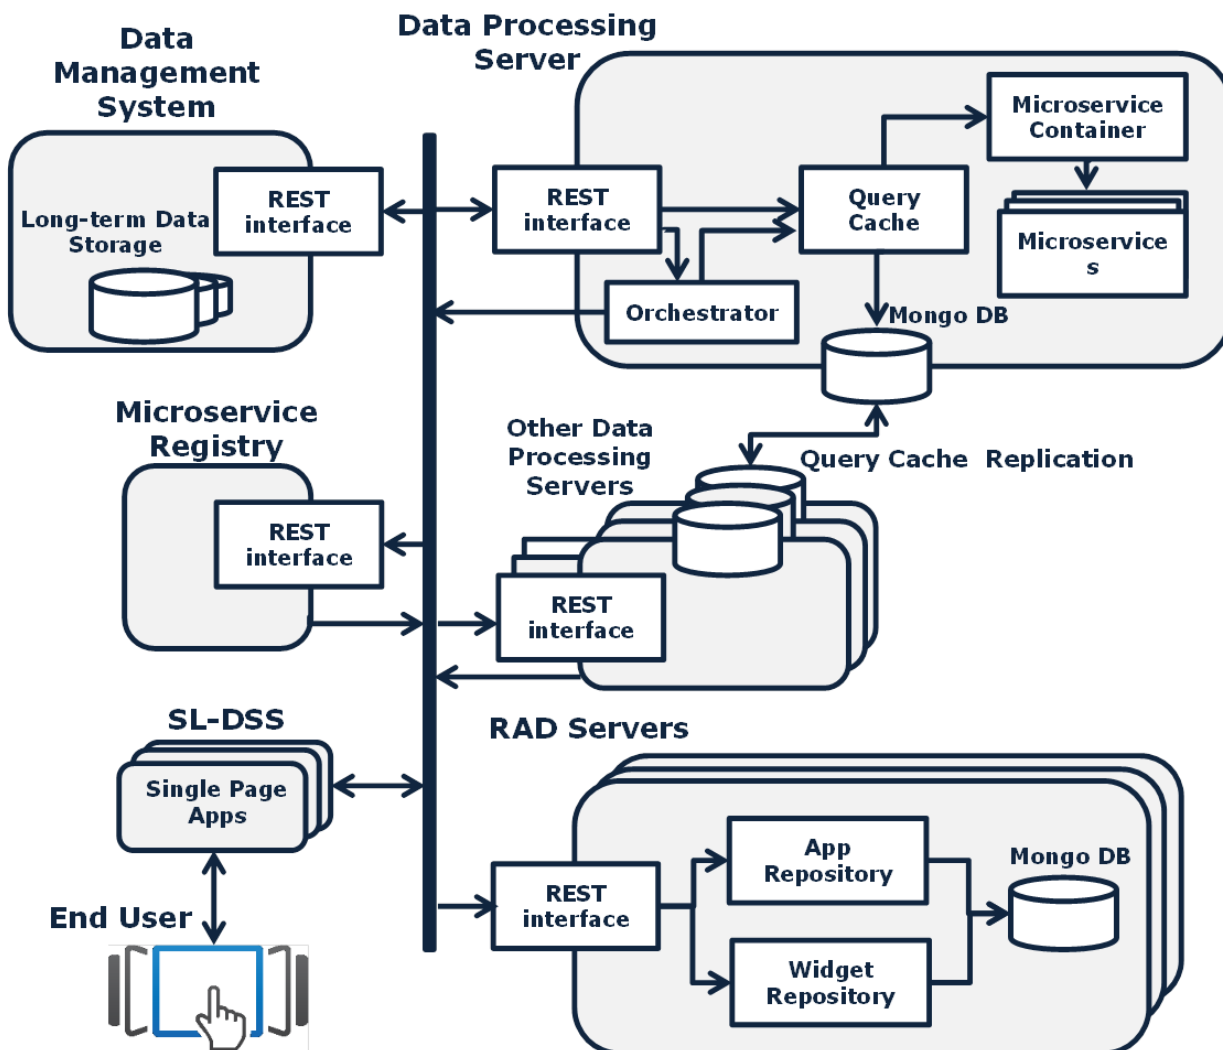 Data
Management
System
Data Processing
Server
REST
interface
Long-term Data
Storage
REST
interface
Query
Cache
Microservice
Container
Microservice
s
Orchestrator
Mongo DB
Microservice
Registry
REST
interface
Other Data
Processing
Servers
Query Cache Replication
REST
interface
SL-DSS
Single Page
Apps
End User
RAD Servers
REST
interface
App
Repository
Widget
Repository
Mongo DB